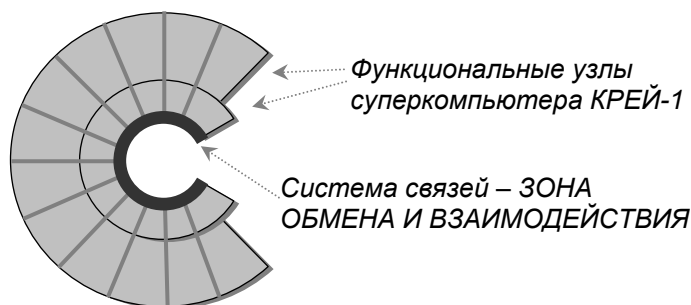 Функциональные узлы
суперкомпьютера КРЕЙ-1
Система связей – ЗОНА
ОБМЕНА И ВЗАИМОДЕЙСТВИЯ